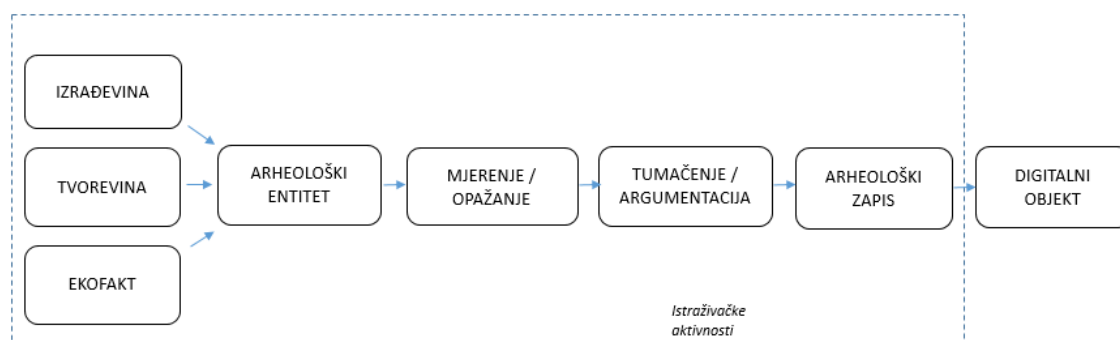 IZRAĐEVINA
TVOREVINA
EKOFAKT
ARHEOLOŠKI
ENTITET
MJERENJE /
OPAŽANJE
TUMAČENJE /
ARGUMENTACIJA
ARHEOLOŠKI
ZAPIS
DIGITALNI
OBJEKT
Istraživačke
aktivnosti